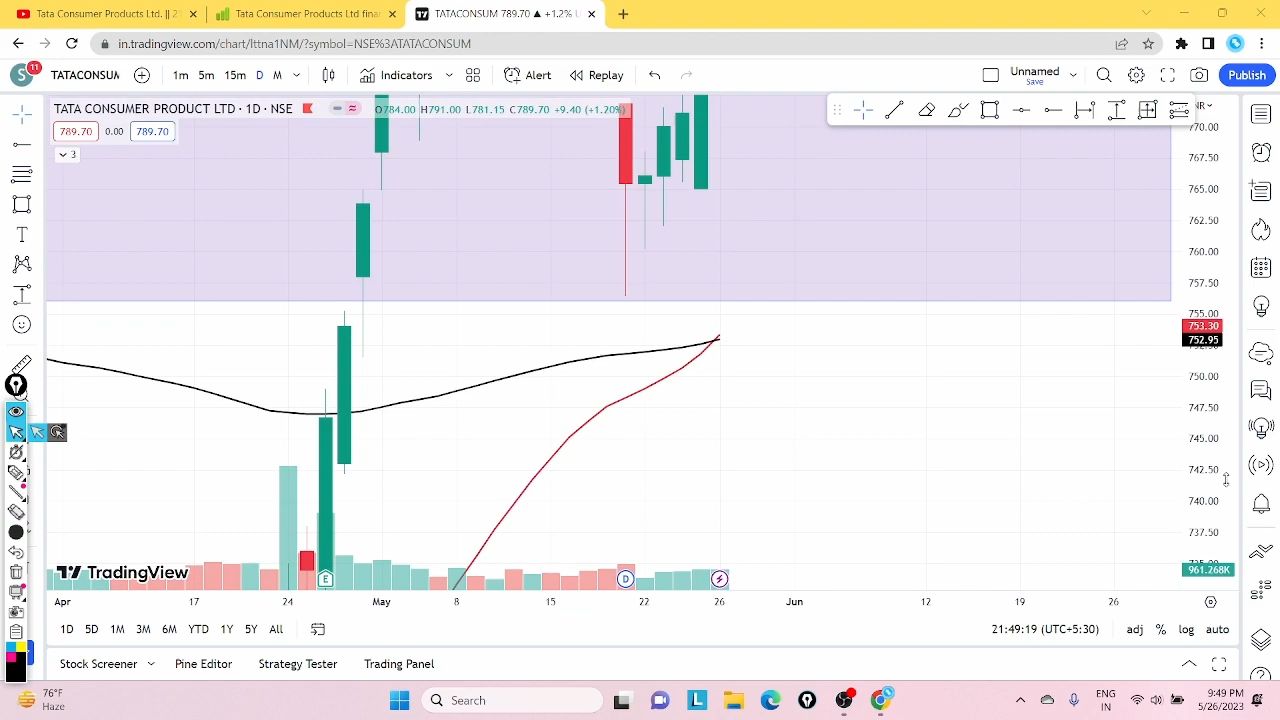 Tata Consumer Products Ltd. || 21
Tata Consumer Products Ltd finan
TATACONSUM 789.70 ▲ +1.2% U
in.tradingview.com/chart/lttna1NM/?symbol=NSE%3ATATACONSUM
S 11 TATACONSUM 1m 5m 15m D M Indicators Alert Replay Unnamed Save Publish
TATA CONSUMER PRODUCT LTD · 1D · NSE O784.00 H791.00 L781.15 C789.70 +9.40 (+1.20%)
789.70 0.00 789.70
3
770.00
767.50
765.00
762.50
760.00
757.50
755.00
753.30
752.95
750.00
747.50
745.00
742.50
740.00
737.50
961.268K
E D
TradingView
Apr 17 24 May 8 15 22 26 Jun 12 19 26
1D 5D 1M 3M 6M YTD 1Y 5Y All 21:49:19 (UTC+5:30) adj % log auto
Stock Screener Pine Editor Strategy Tester Trading Panel
76°F
Haze
Search
ENG
IN
9:49 PM
5/26/2023